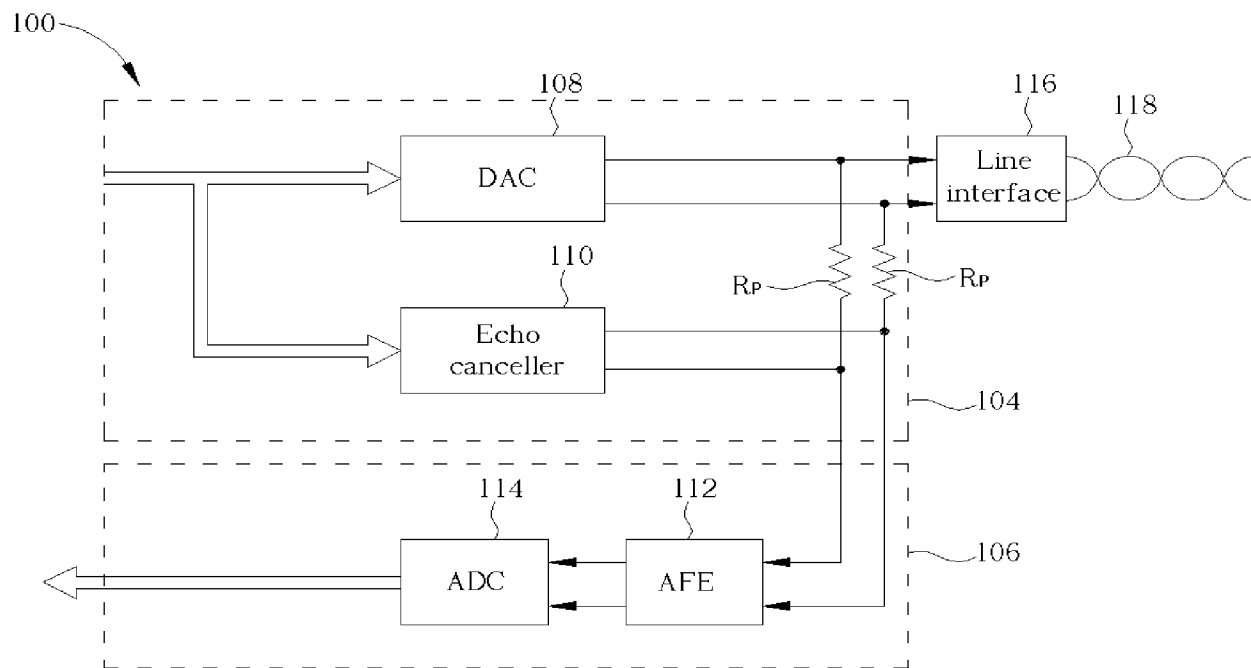 100
108
116
118
DAC
Line
interface
110
RP
RP
Echo
canceller
104
114
112
106
ADC
AFE